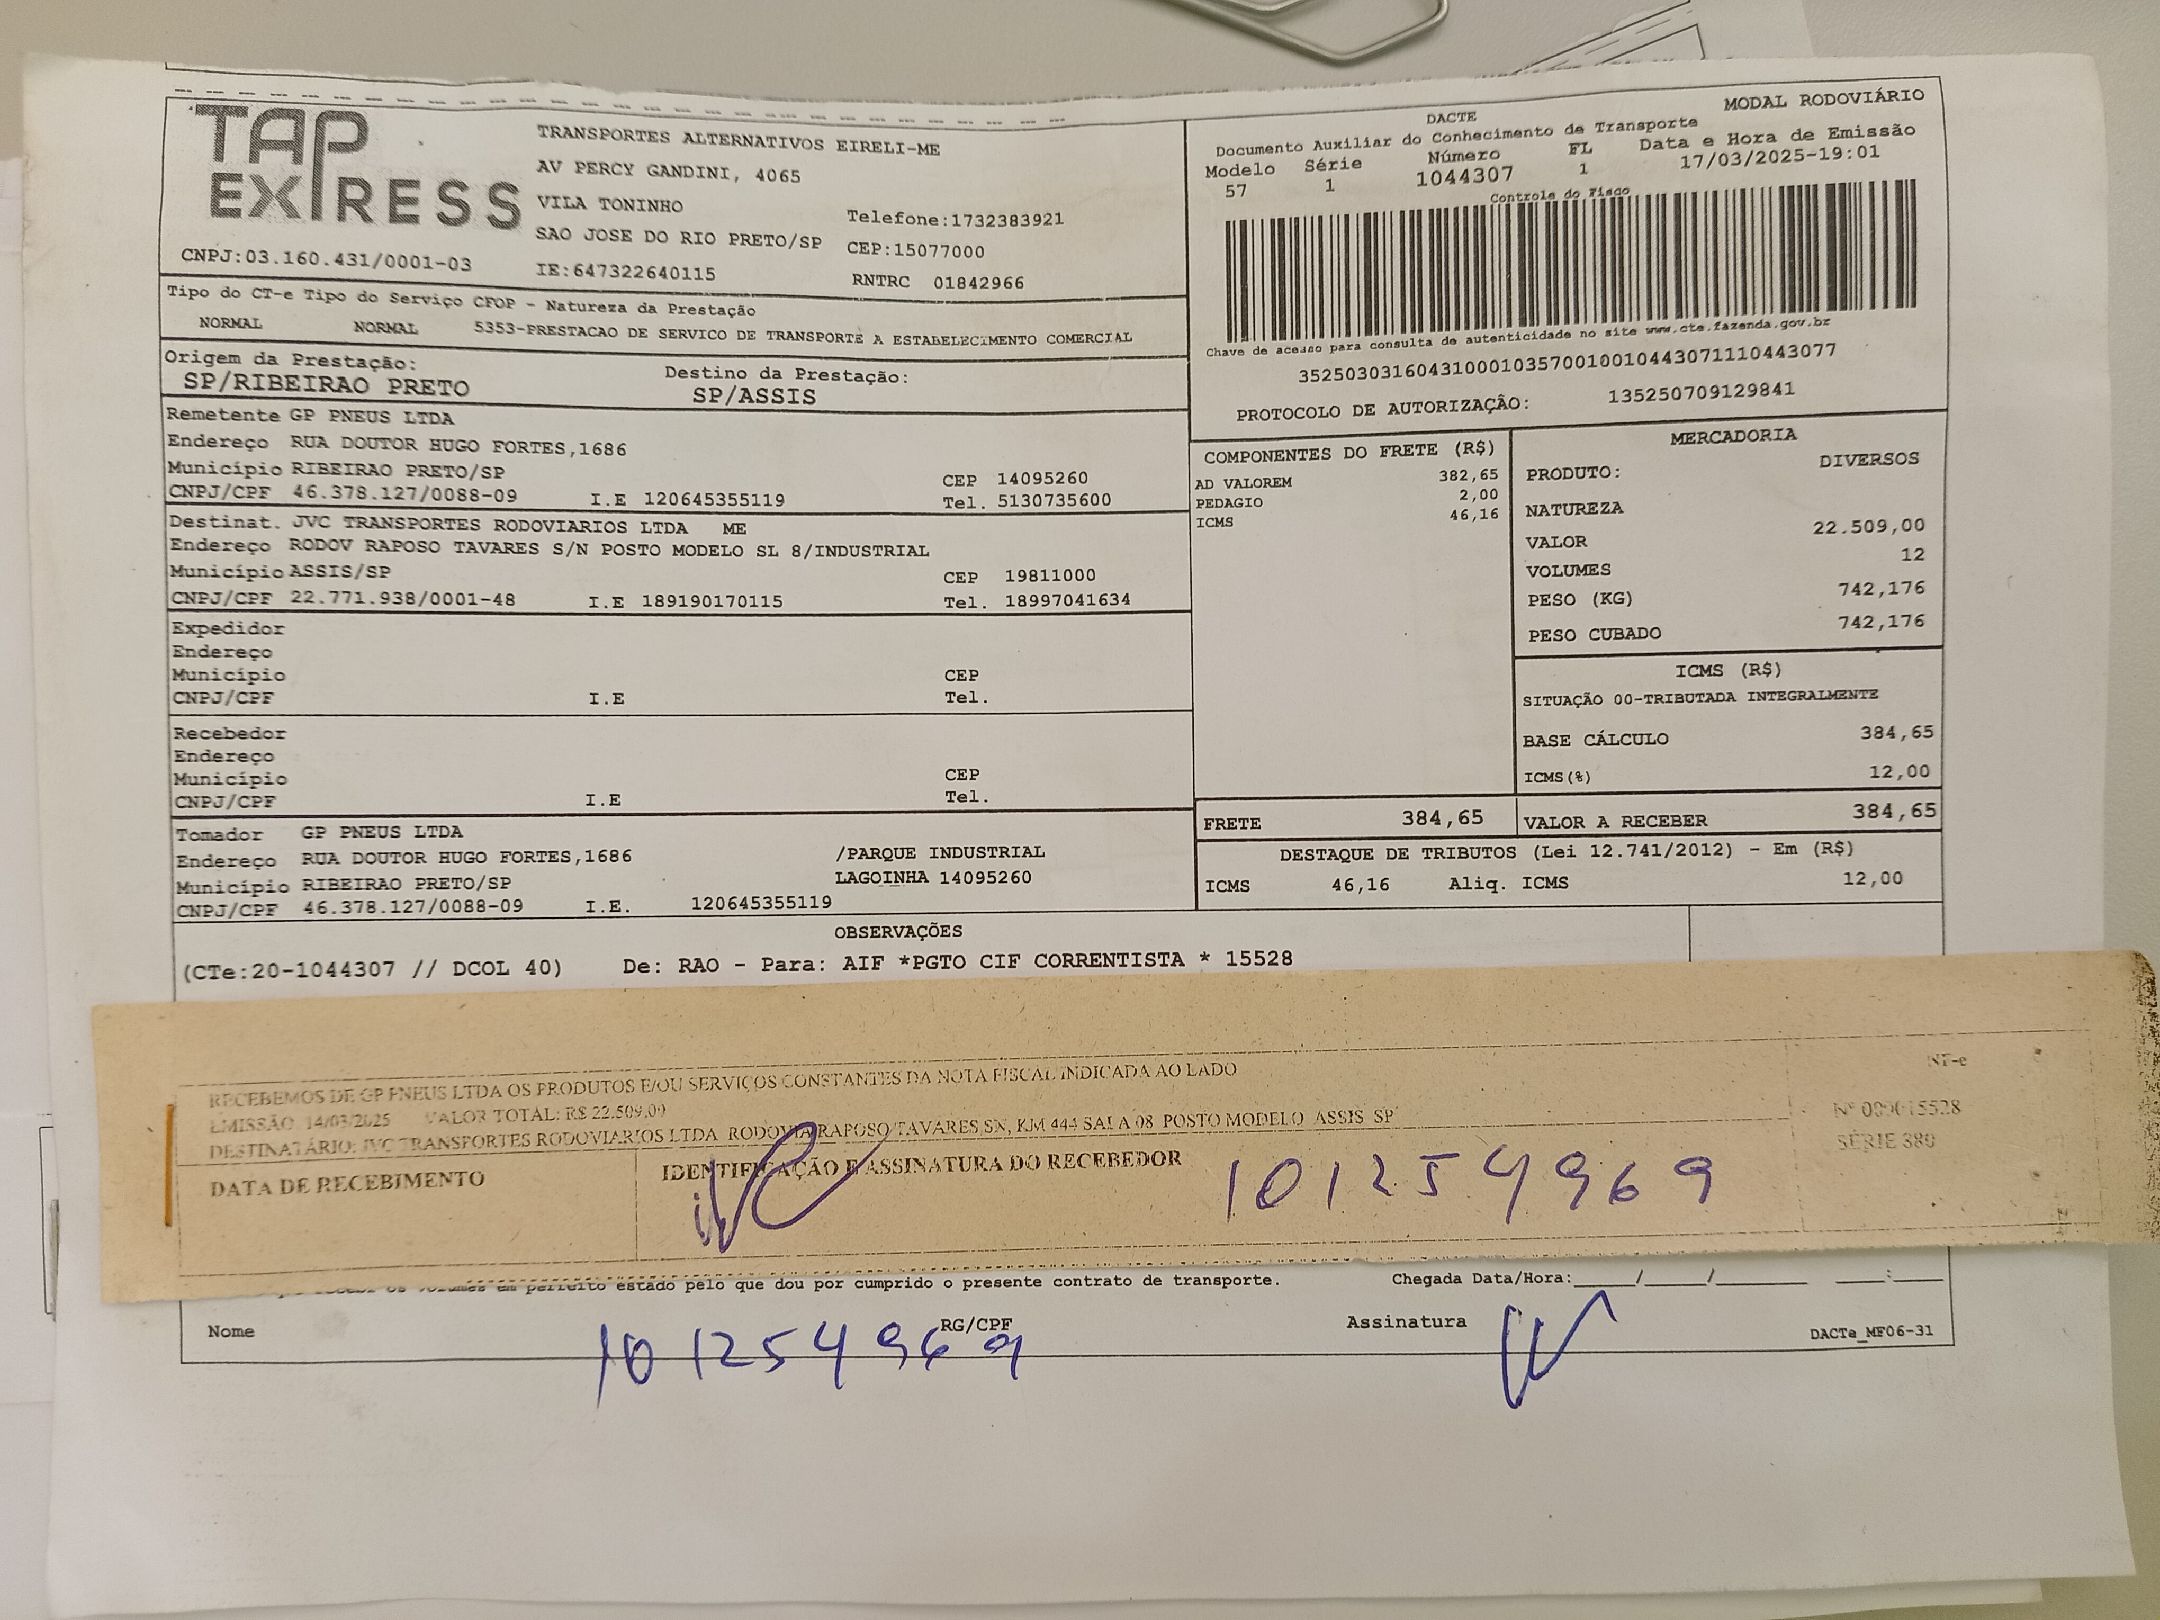 TAP EXPRESS
TRANSPORTES ALTERNATIVOS EIRELI-ME
AV PERCY GANDINI, 4065
VILA TONINHO
Telefone:1732383921
SAO JOSE DO RIO PRETO/SP CEP:15077000
CNPJ:03.160.431/0001-03 IE:647322640115 RNTRC 01842966
DACTE MODAL RODOVIÁRIO
Documento Auxiliar do Conhecimento de Transporte
Modelo Série Número FL Data e Hora de Emissão
57 1 1044307 1 17/03/2025-19:01
Controle do Fisco
Chave de acesso para consulta de autenticidade no site www.cte.fazenda.gov.br
35250303160431000103570010010443071110443077
PROTOCOLO DE AUTORIZAÇÃO: 135250709129841
Tipo do CT-e Tipo do Serviço CFOP - Natureza da Prestação
NORMAL NORMAL 5353-PRESTACAO DE SERVICO DE TRANSPORTE A ESTABELECIMENTO COMERCIAL
Origem da Prestação: Destino da Prestação:
SP/RIBEIRAO PRETO SP/ASSIS
Remetente GP PNEUS LTDA
Endereço RUA DOUTOR HUGO FORTES,1686
Município RIBEIRAO PRETO/SP CEP 14095260
CNPJ/CPF 46.378.127/0088-09 I.E 120645355119 Tel. 5130735600
Destinat. JVC TRANSPORTES RODOVIARIOS LTDA ME
Endereço RODOV RAPOSO TAVARES S/N POSTO MODELO SL 8/INDUSTRIAL
Município ASSIS/SP CEP 19811000
CNPJ/CPF 22.771.938/0001-48 I.E 189190170115 Tel. 18997041634
Expedidor
Endereço
Município CEP
CNPJ/CPF I.E Tel.
Recebedor
Endereço
Município CEP
CNPJ/CPF I.E Tel.
Tomador GP PNEUS LTDA
Endereço RUA DOUTOR HUGO FORTES,1686 /PARQUE INDUSTRIAL
Município RIBEIRAO PRETO/SP LAGOINHA 14095260
CNPJ/CPF 46.378.127/0088-09 I.E. 120645355119
COMPONENTES DO FRETE (R$)
AD VALOREM 382,65
PEDAGIO 2,00
ICMS 46,16
MERCADORIA
PRODUTO: DIVERSOS
NATUREZA
VALOR 22.509,00
VOLUMES 12
PESO (KG) 742,176
PESO CUBADO 742,176
ICMS (R$)
SITUAÇÃO 00-TRIBUTADA INTEGRALMENTE
BASE CÁLCULO 384,65
ICMS(%) 12,00
FRETE 384,65 VALOR A RECEBER 384,65
DESTAQUE DE TRIBUTOS (Lei 12.741/2012) - Em (R$)
ICMS 46,16 Aliq. ICMS 12,00
OBSERVAÇÕES
(CTe:20-1044307 // DCOL 40) De: RAO - Para: AIF *PGTO CIF CORRENTISTA * 15528
RECEBEMOS DE GP PNEUS LTDA OS PRODUTOS E/OU SERVIÇOS CONSTANTES DA NOTA FISCAL INDICADA AO LADO
EMISSÃO 14/03/2025 VALOR TOTAL: R$ 22.509,00
DESTINATÁRIO: JVC TRANSPORTES RODOVIARIOS LTDA RODOVIA RAPOSO TAVARES SN, KM 444 SALA 08 POSTO MODELO ASSIS SP
DATA DE RECEBIMENTO
IDENTIFICAÇÃO E ASSINATURA DO RECEBEDOR
101254969
NF-e
Nº 000015528
SÉRIE 380
os volumes em perfeito estado pelo que dou por cumprido o presente contrato de transporte. Chegada Data/Hora:____/____/______ ___:____
Nome RG/CPF Assinatura
101254969
DACTe_MF06-31